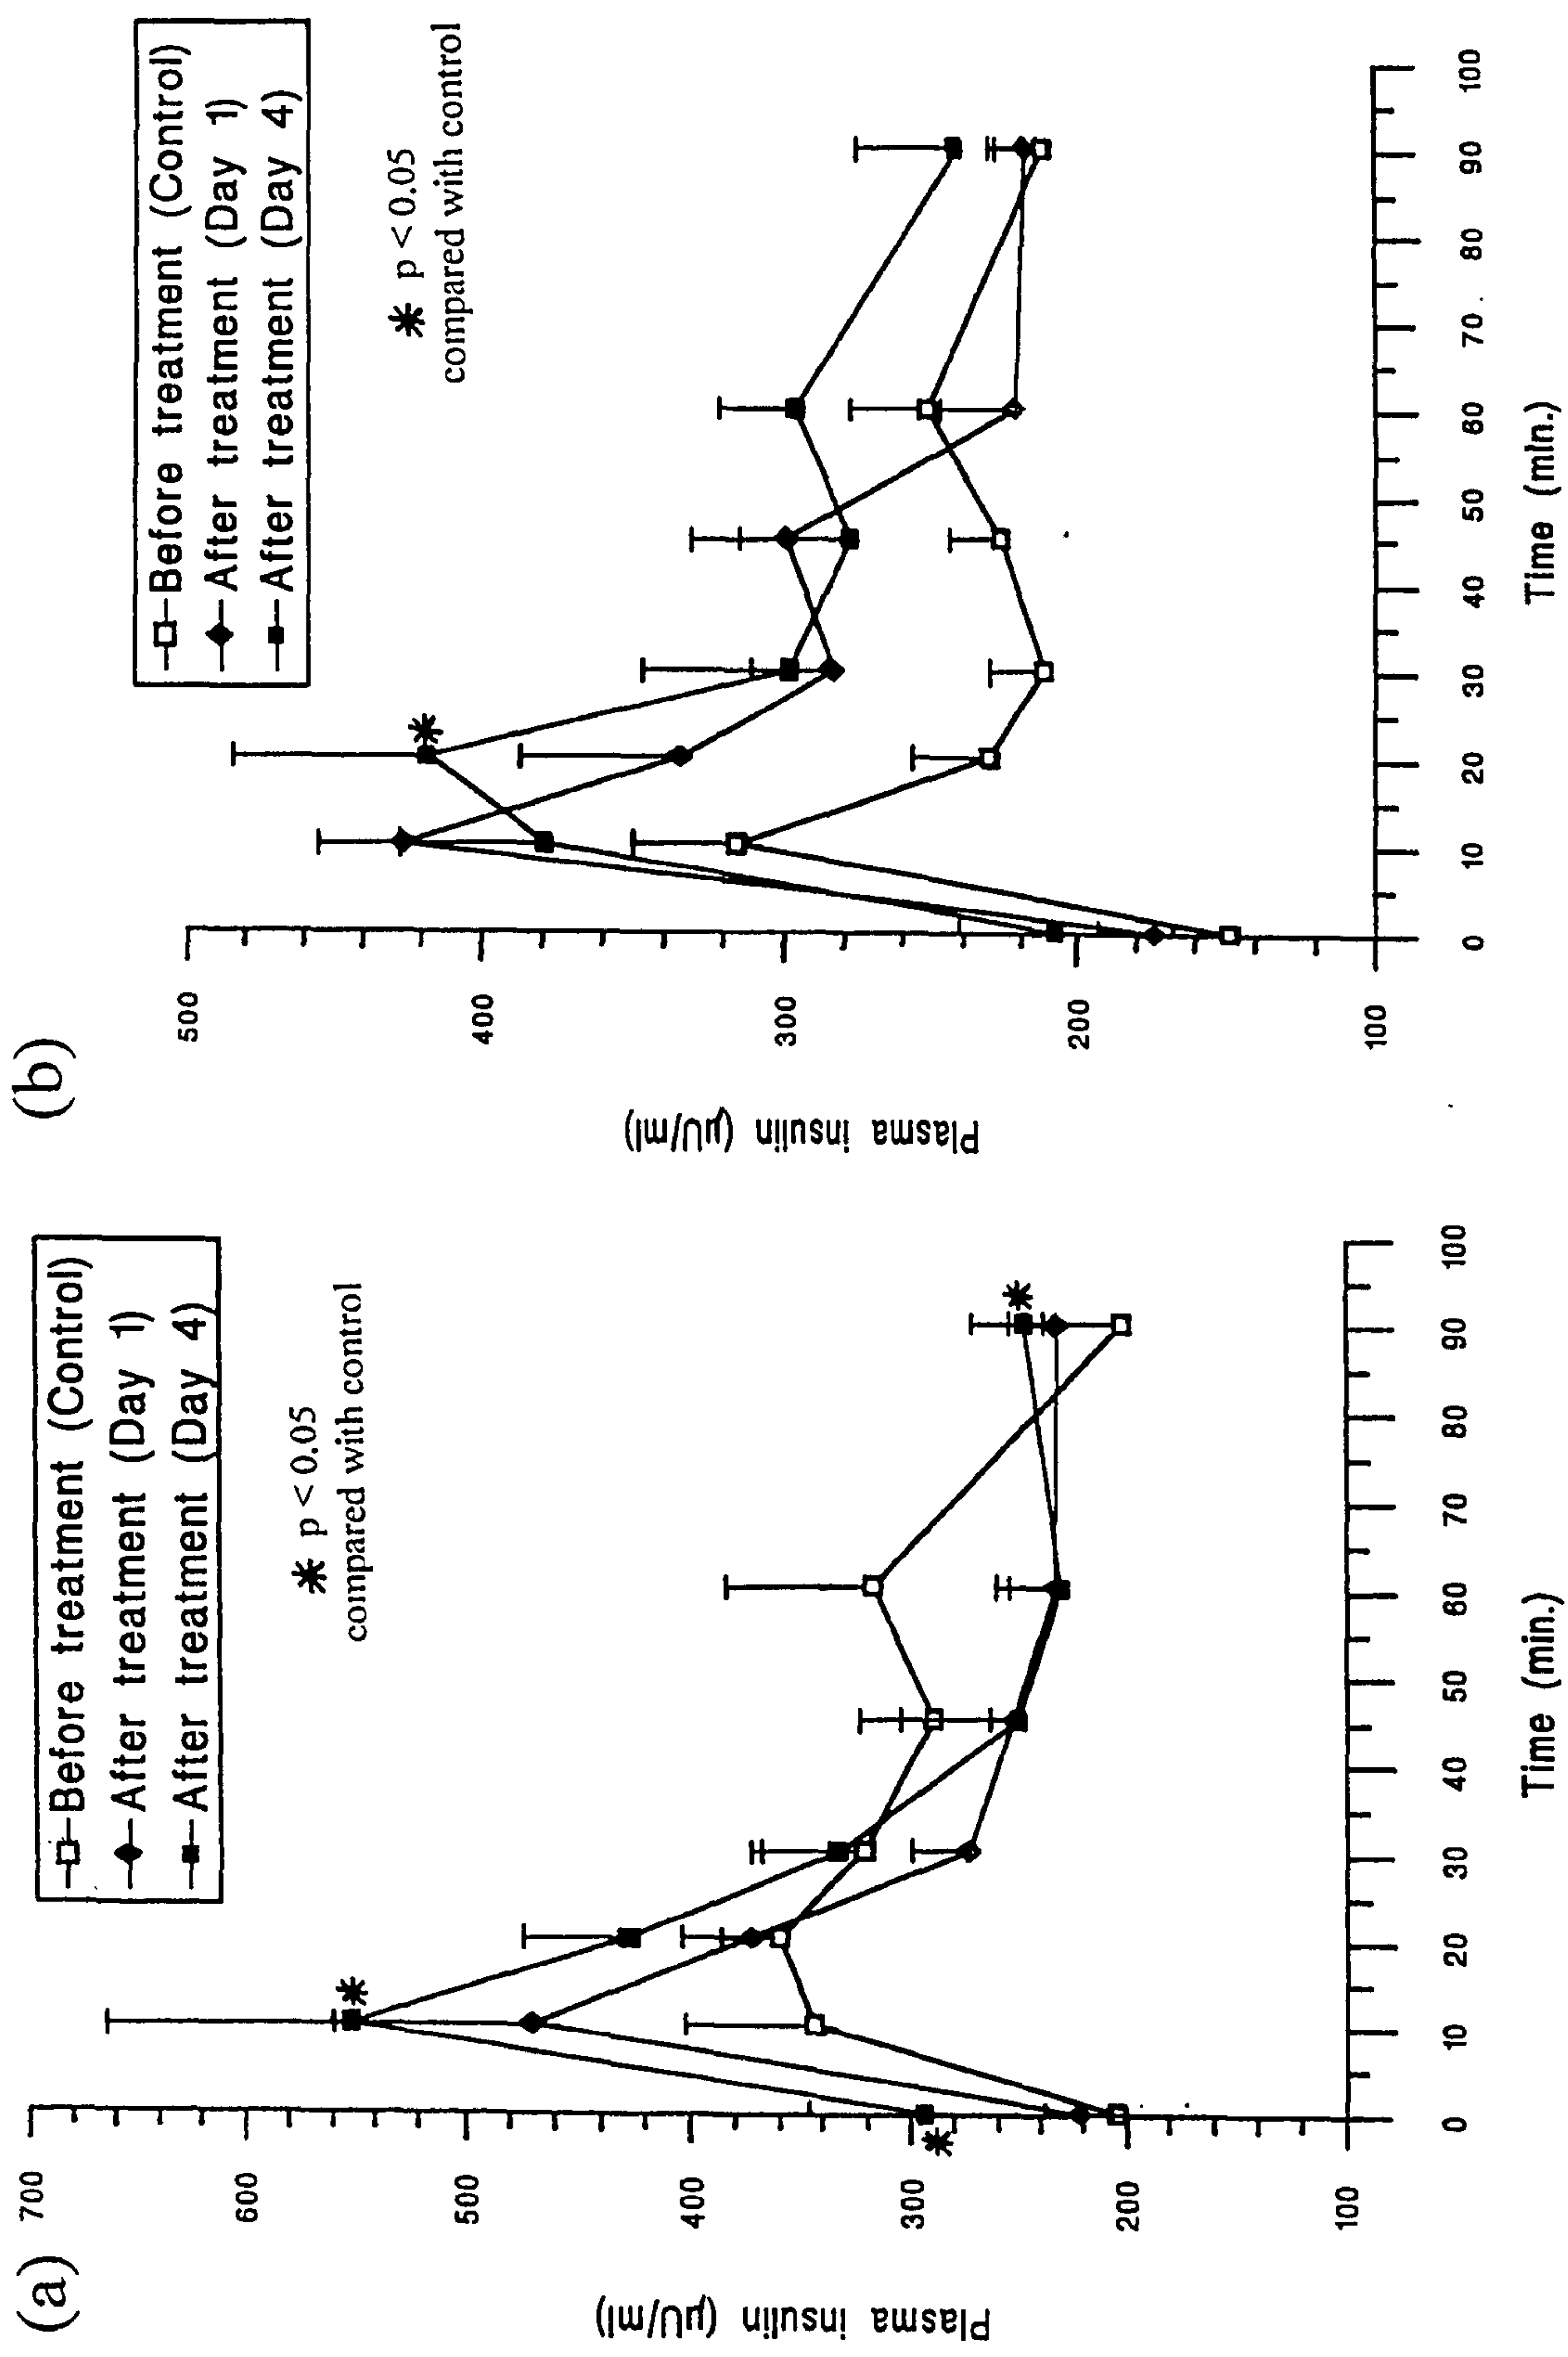 (a)
Before treatment (Control)
After treatment (Day 1)
After treatment (Day 4)
* p < 0.05
compared with control
Plasma insulin (µU/ml)
700
600
500
400
300
200
100
*
*
*
0 10 20 30 40 50 60 70 80 90 100
Time (min.)
(b)
Before treatment (Control)
After treatment (Day 1)
After treatment (Day 4)
* p < 0.05
compared with control
Plasma insulin (µU/ml)
500
400
300
200
100
*
0 10 20 30 40 50 60 70 80 90 100
Time (min.)